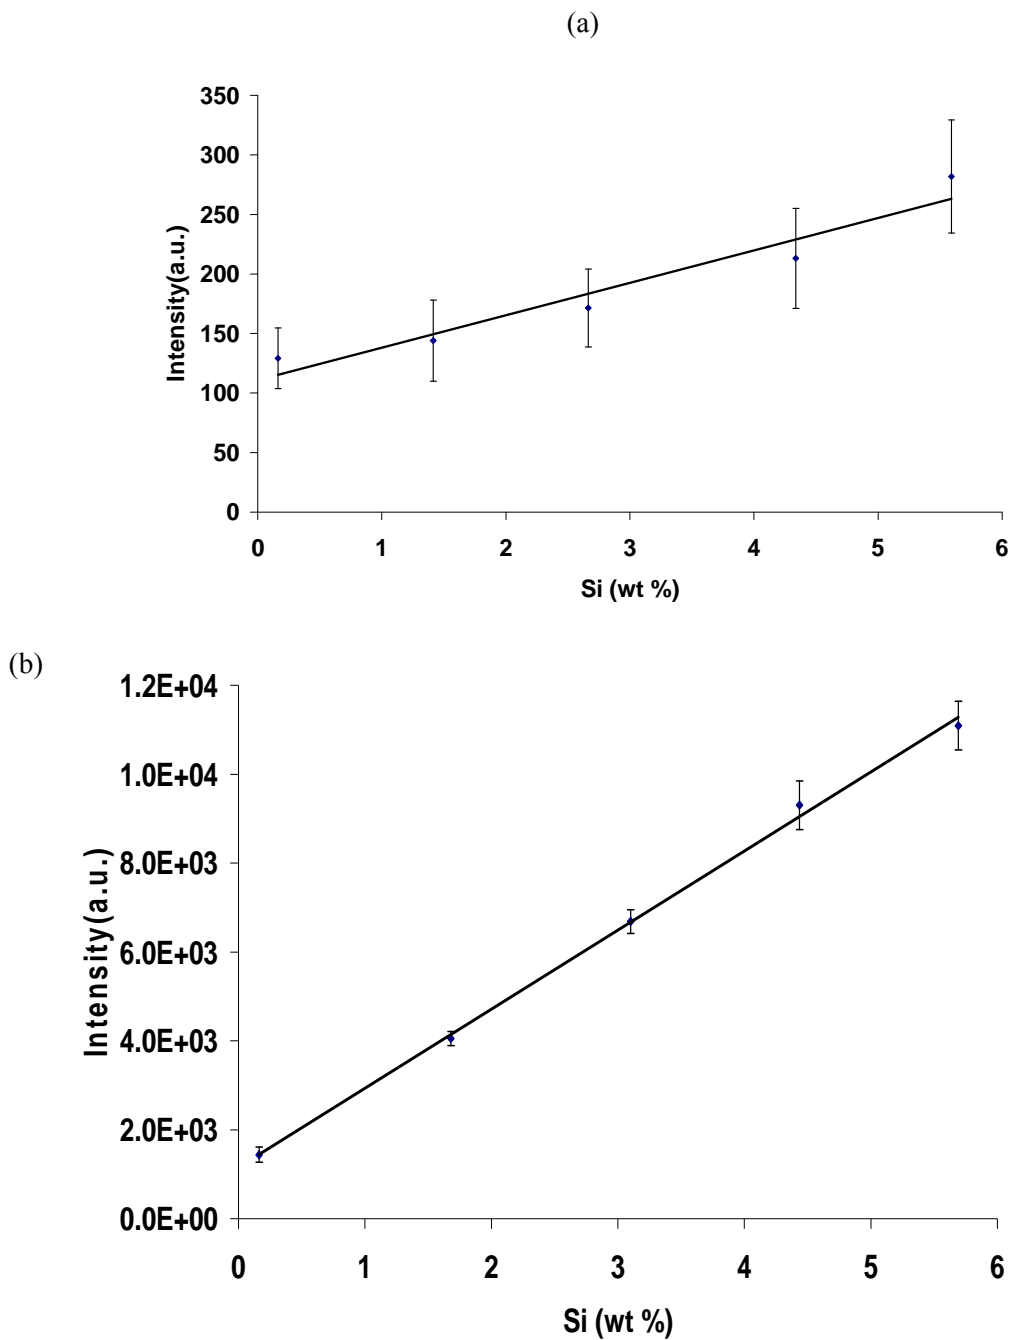 (a)
350
300
250
200
150
100
50
0
Intensity(a.u.)
0 1 2 3 4 5 6
Si (wt %)
(b)
1.2E+04
1.0E+04
8.0E+03
6.0E+03
4.0E+03
2.0E+03
0.0E+00
Intensity(a.u.)
0 1 2 3 4 5 6
Si (wt %)